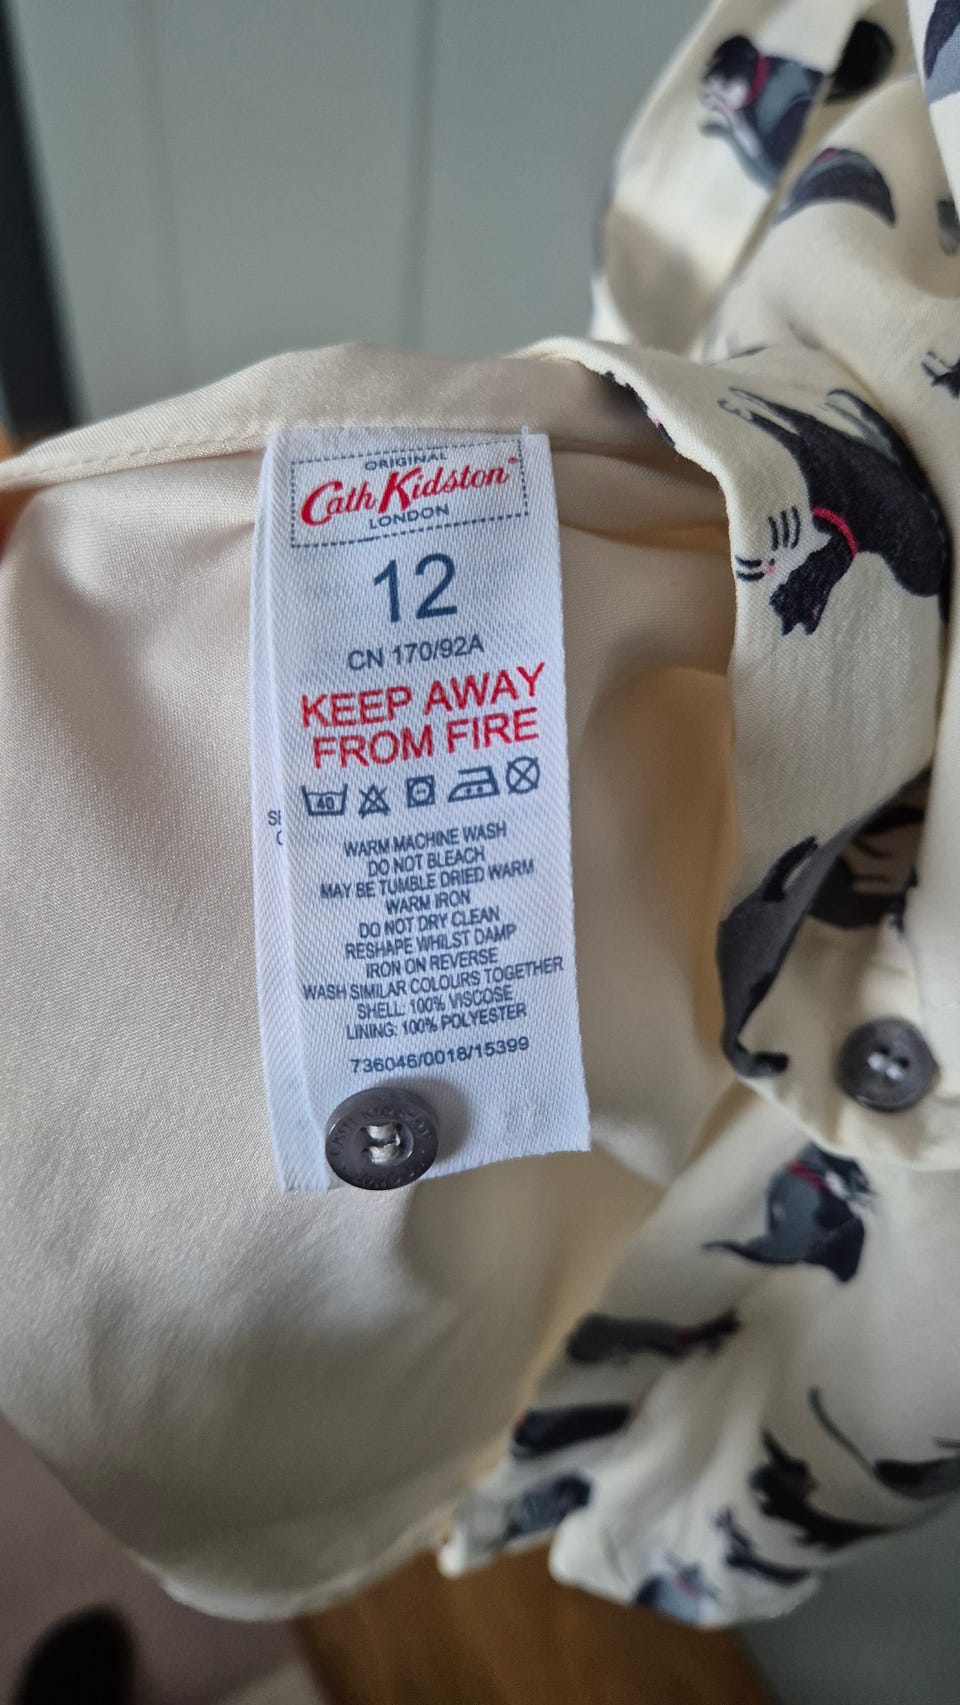 ORIGINAL
Cath Kidston®
LONDON
12
CN 170/92A
KEEP AWAY
FROM FIRE
40
WARM MACHINE WASH
DO NOT BLEACH
MAY BE TUMBLE DRIED WARM
WARM IRON
DO NOT DRY CLEAN
RESHAPE WHILST DAMP
IRON ON REVERSE
WASH SIMILAR COLOURS TOGETHER
SHELL: 100% VISCOSE
LINING: 100% POLYESTER
736046/0018/15399
CATH KIDSTON